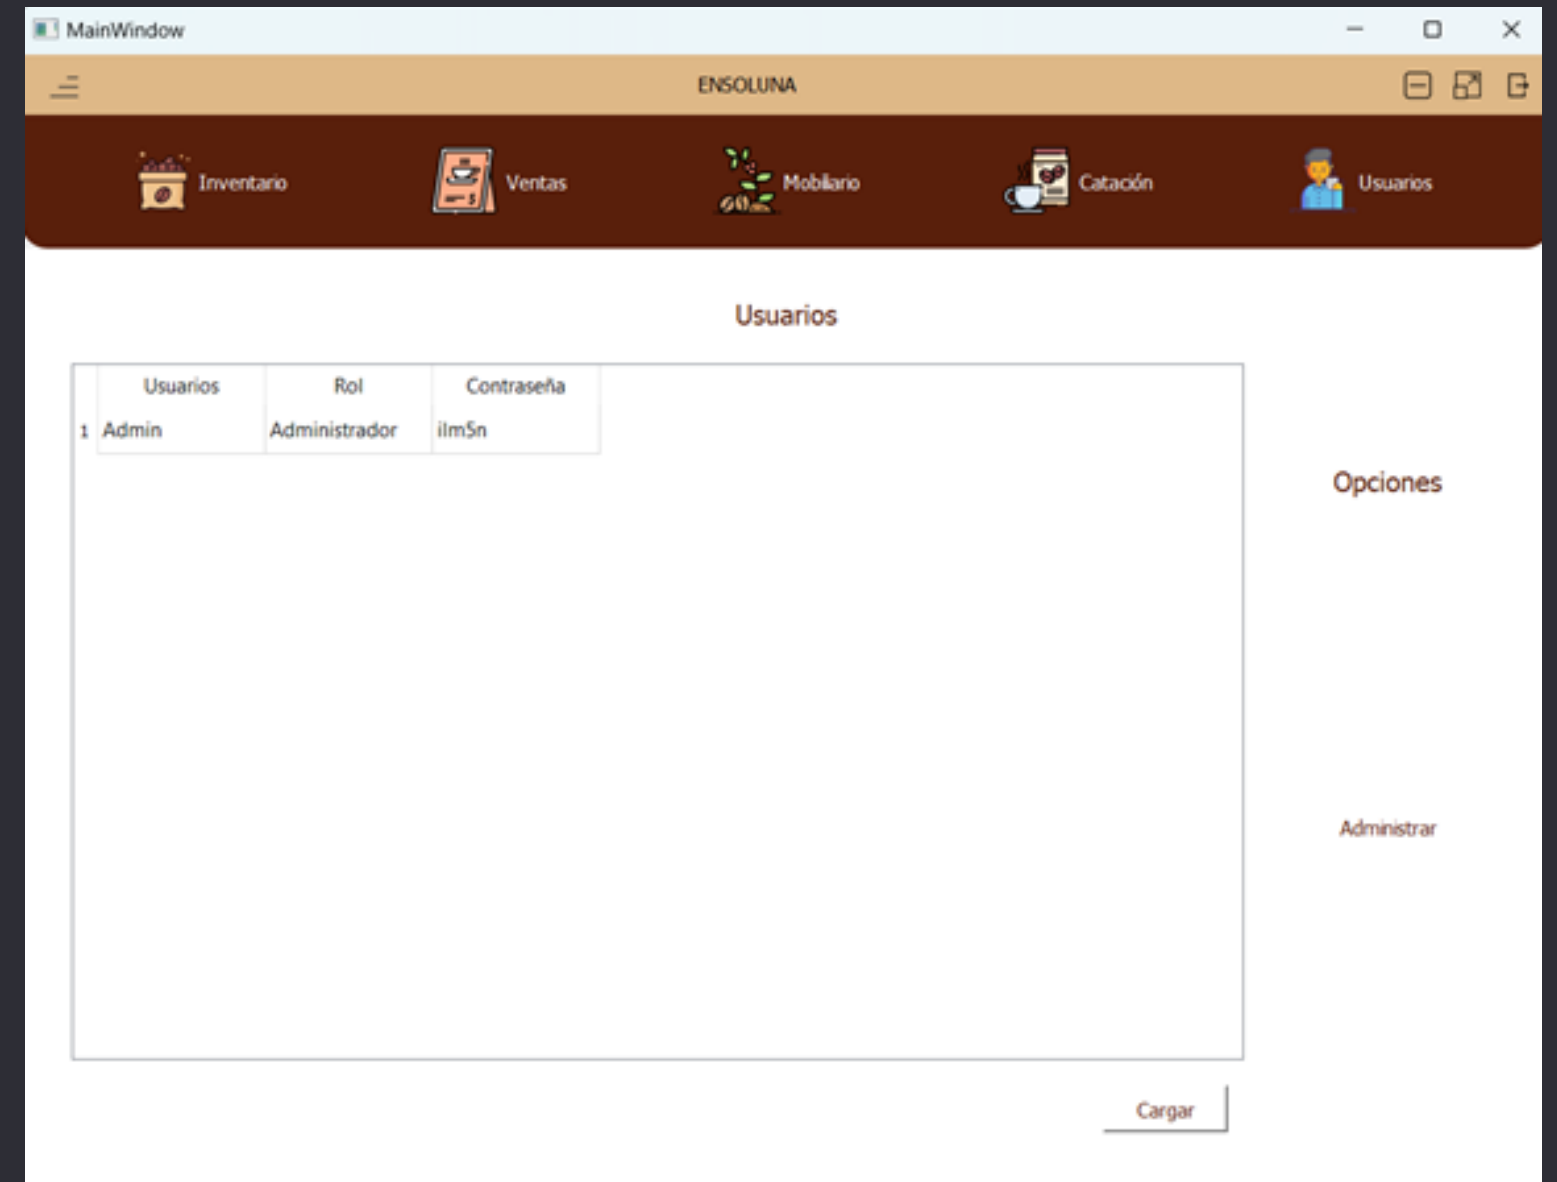 MainWindow
ENSOLUNA
Inventario Ventas Mobiliario Catación Usuarios
Usuarios
Usuarios Rol Contraseña
1 Admin Administrador ilm5n
Opciones
Administrar
Cargar